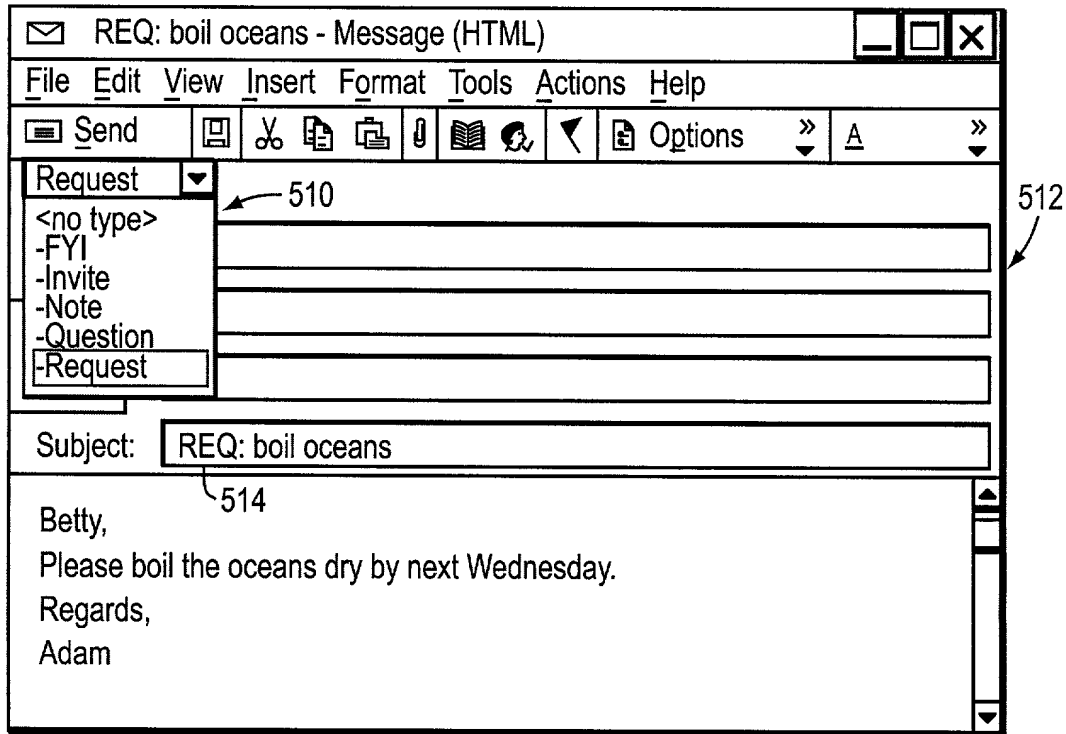 REQ: boil oceans - Message (HTML)
File Edit View Insert Format Tools Actions Help
Send Options » A »
Request
510
512
<no type>
-FYI
-Invite
-Note
-Question
-Request
Subject: REQ: boil oceans
514
Betty,
Please boil the oceans dry by next Wednesday.
Regards,
Adam